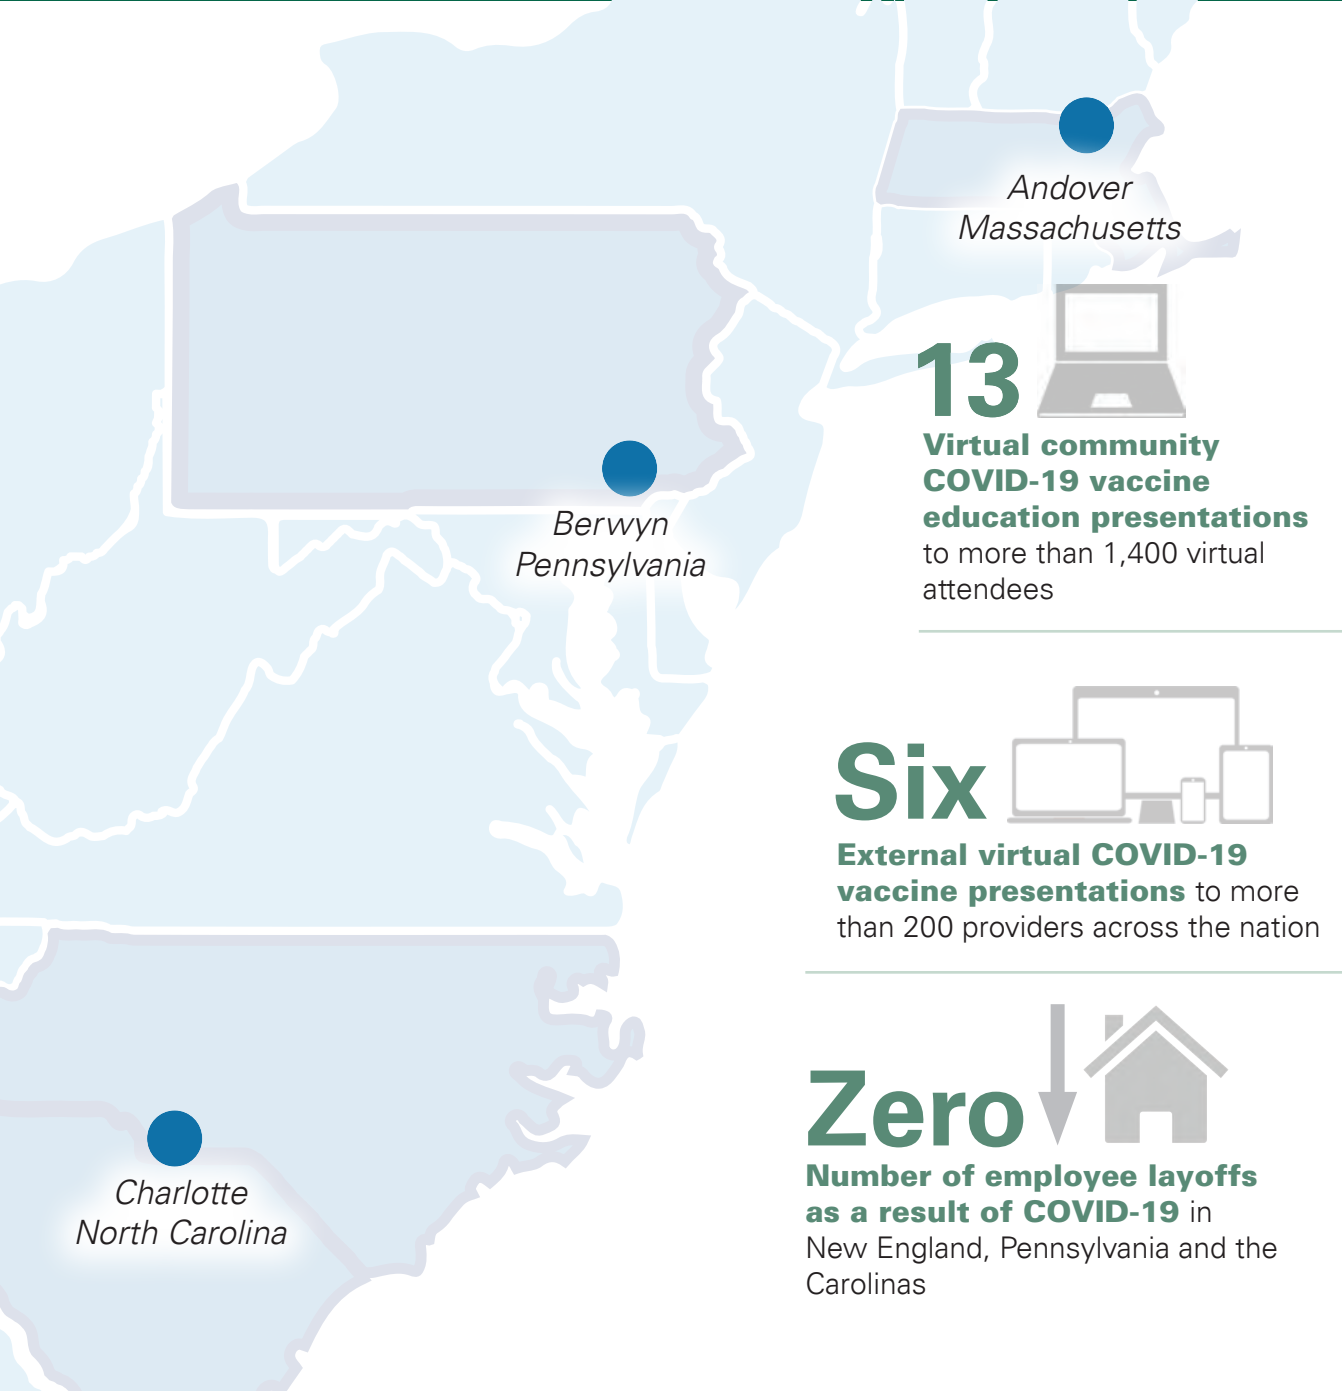 Andover
Massachusetts
13
Virtual community
COVID-19 vaccine
education presentations
to more than 1,400 virtual
attendees
Berwyn
Pennsylvania
Six
External virtual COVID-19
vaccine presentations to more
than 200 providers across the nation
Zero
Number of employee layoffs
as a result of COVID-19 in
New England, Pennsylvania and the
Carolinas
Charlotte
North Carolina